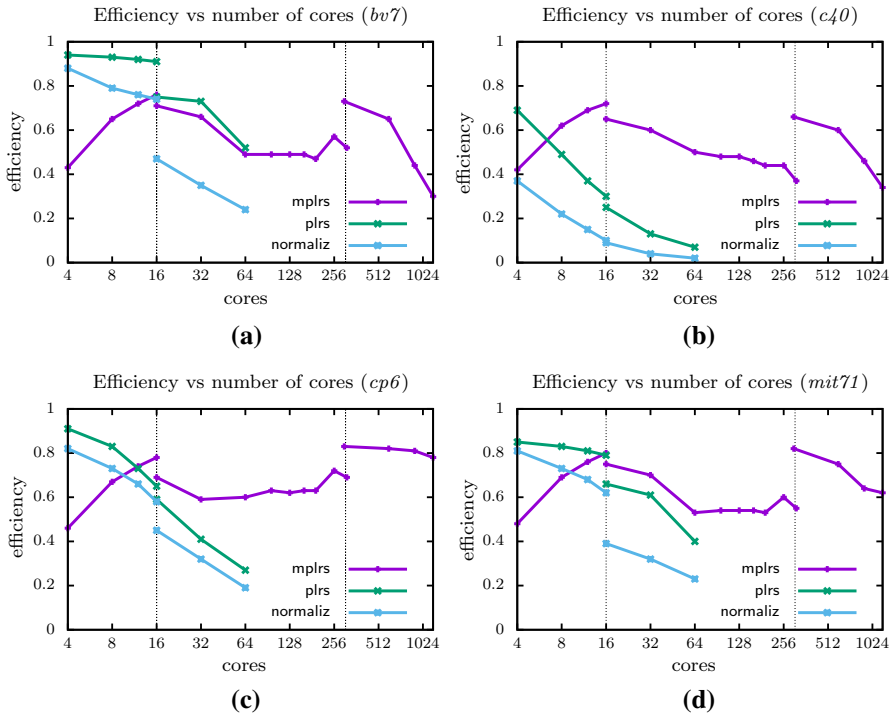 Efficiency vs number of cores (bv7)
efficiency
1
0.8
0.6
0.4
0.2
0
mplrs
plrs
normaliz
4 8 16 32 64 128 256 512 1024
cores
(a)
Efficiency vs number of cores (c40)
efficiency
1
0.8
0.6
0.4
0.2
0
mplrs
plrs
normaliz
4 8 16 32 64 128 256 512 1024
cores
(b)
Efficiency vs number of cores (cp6)
efficiency
1
0.8
0.6
0.4
0.2
0
mplrs
plrs
normaliz
4 8 16 32 64 128 256 512 1024
cores
(c)
Efficiency vs number of cores (mit71)
efficiency
1
0.8
0.6
0.4
0.2
0
mplrs
plrs
normaliz
4 8 16 32 64 128 256 512 1024
cores
(d)